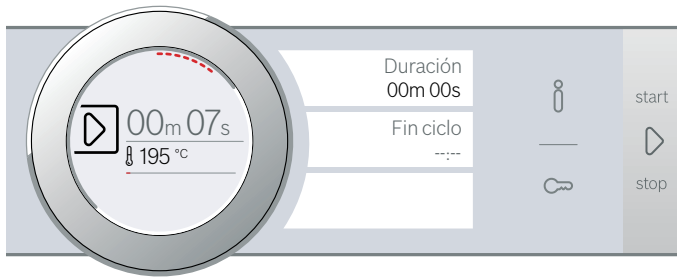 00m 07s
195 °C
Duración
00m 00s
Fin ciclo
--:--
start
stop